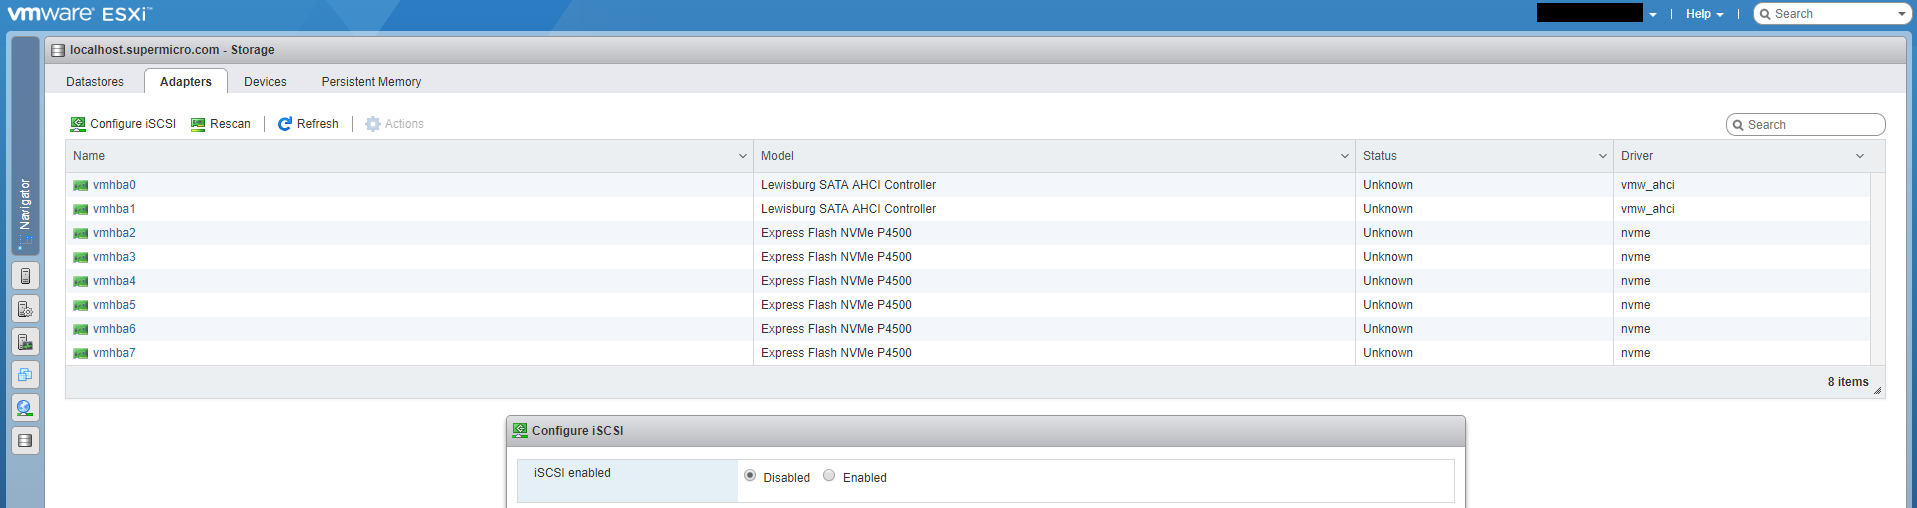 vmware ESXi™
Help
Search
localhost.supermicro.com - Storage
Navigator
Datastores Adapters Devices Persistent Memory
Configure iSCSI Rescan Refresh Actions
Search
Name Model Status Driver
vmhba0 Lewisburg SATA AHCI Controller Unknown vmw_ahci
vmhba1 Lewisburg SATA AHCI Controller Unknown vmw_ahci
vmhba2 Express Flash NVMe P4500 Unknown nvme
vmhba3 Express Flash NVMe P4500 Unknown nvme
vmhba4 Express Flash NVMe P4500 Unknown nvme
vmhba5 Express Flash NVMe P4500 Unknown nvme
vmhba6 Express Flash NVMe P4500 Unknown nvme
vmhba7 Express Flash NVMe P4500 Unknown nvme
8 items
Configure iSCSI
iSCSI enabled Disabled Enabled